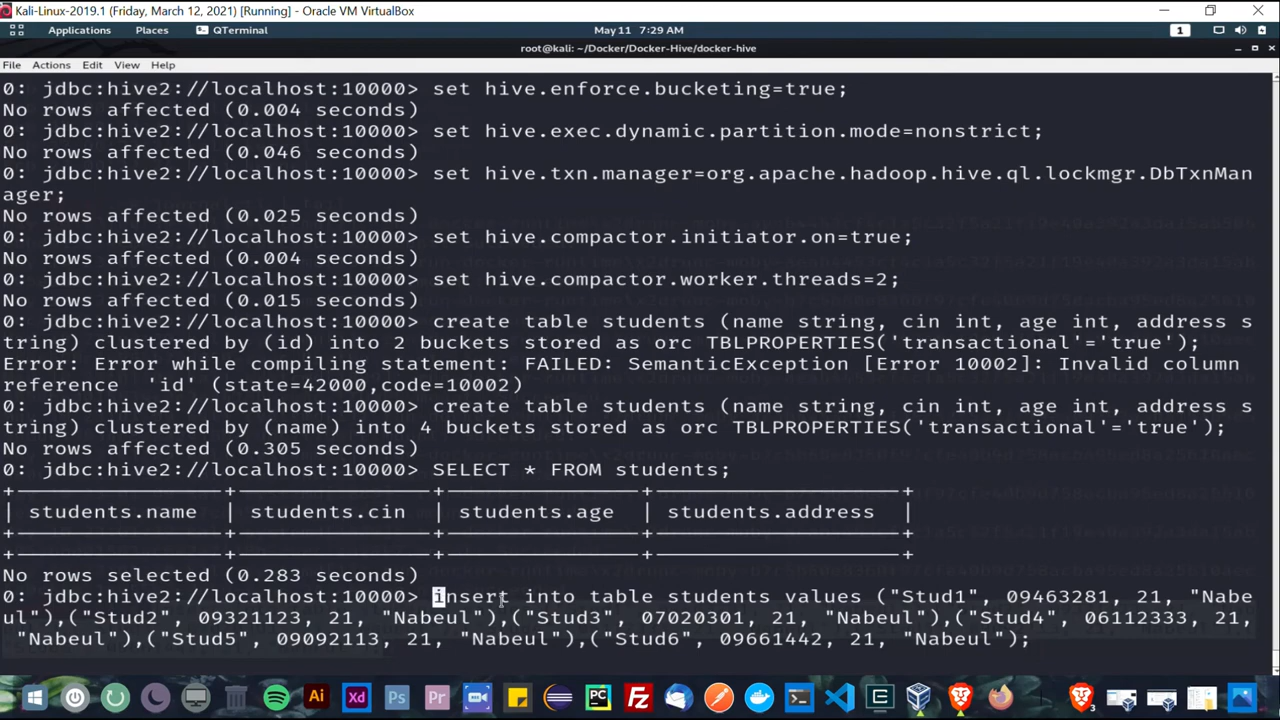 Kali-Linux-2019.1 (Friday, March 12, 2021) [Running] - Oracle VM VirtualBox
Applications Places QTerminal May 11 7:29 AM 1
root@kali: ~/Docker/Docker-Hive/docker-hive
File Actions Edit View Help
0: jdbc:hive2://localhost:10000> set hive.enforce.bucketing=true;
No rows affected (0.004 seconds)
0: jdbc:hive2://localhost:10000> set hive.exec.dynamic.partition.mode=nonstrict;
No rows affected (0.046 seconds)
0: jdbc:hive2://localhost:10000> set hive.txn.manager=org.apache.hadoop.hive.ql.lockmgr.DbTxnMan
ager;
No rows affected (0.025 seconds)
0: jdbc:hive2://localhost:10000> set hive.compactor.initiator.on=true;
No rows affected (0.004 seconds)
0: jdbc:hive2://localhost:10000> set hive.compactor.worker.threads=2;
No rows affected (0.015 seconds)
0: jdbc:hive2://localhost:10000> create table students (name string, cin int, age int, address s
tring) clustered by (id) into 2 buckets stored as orc TBLPROPERTIES('transactional'='true');
Error: Error while compiling statement: FAILED: SemanticException [Error 10002]: Invalid column
reference 'id' (state=42000,code=10002)
0: jdbc:hive2://localhost:10000> create table students (name string, cin int, age int, address s
tring) clustered by (name) into 4 buckets stored as orc TBLPROPERTIES('transactional'='true');
No rows affected (0.305 seconds)
0: jdbc:hive2://localhost:10000> SELECT * FROM students;
| students.name | students.cin | students.age | students.address |
No rows selected (0.283 seconds)
0: jdbc:hive2://localhost:10000> insert into table students values ("Stud1", 09463281, 21, "Nabe
ul"),("Stud2", 09321123, 21, "Nabeul"),("Stud3", 07020301, 21, "Nabeul"),("Stud4", 06112333, 21,
"Nabeul"),("Stud5", 09092113, 21, "Nabeul"),("Stud6", 09661442, 21, "Nabeul");
Ai Xd Ps Pr PC Fz